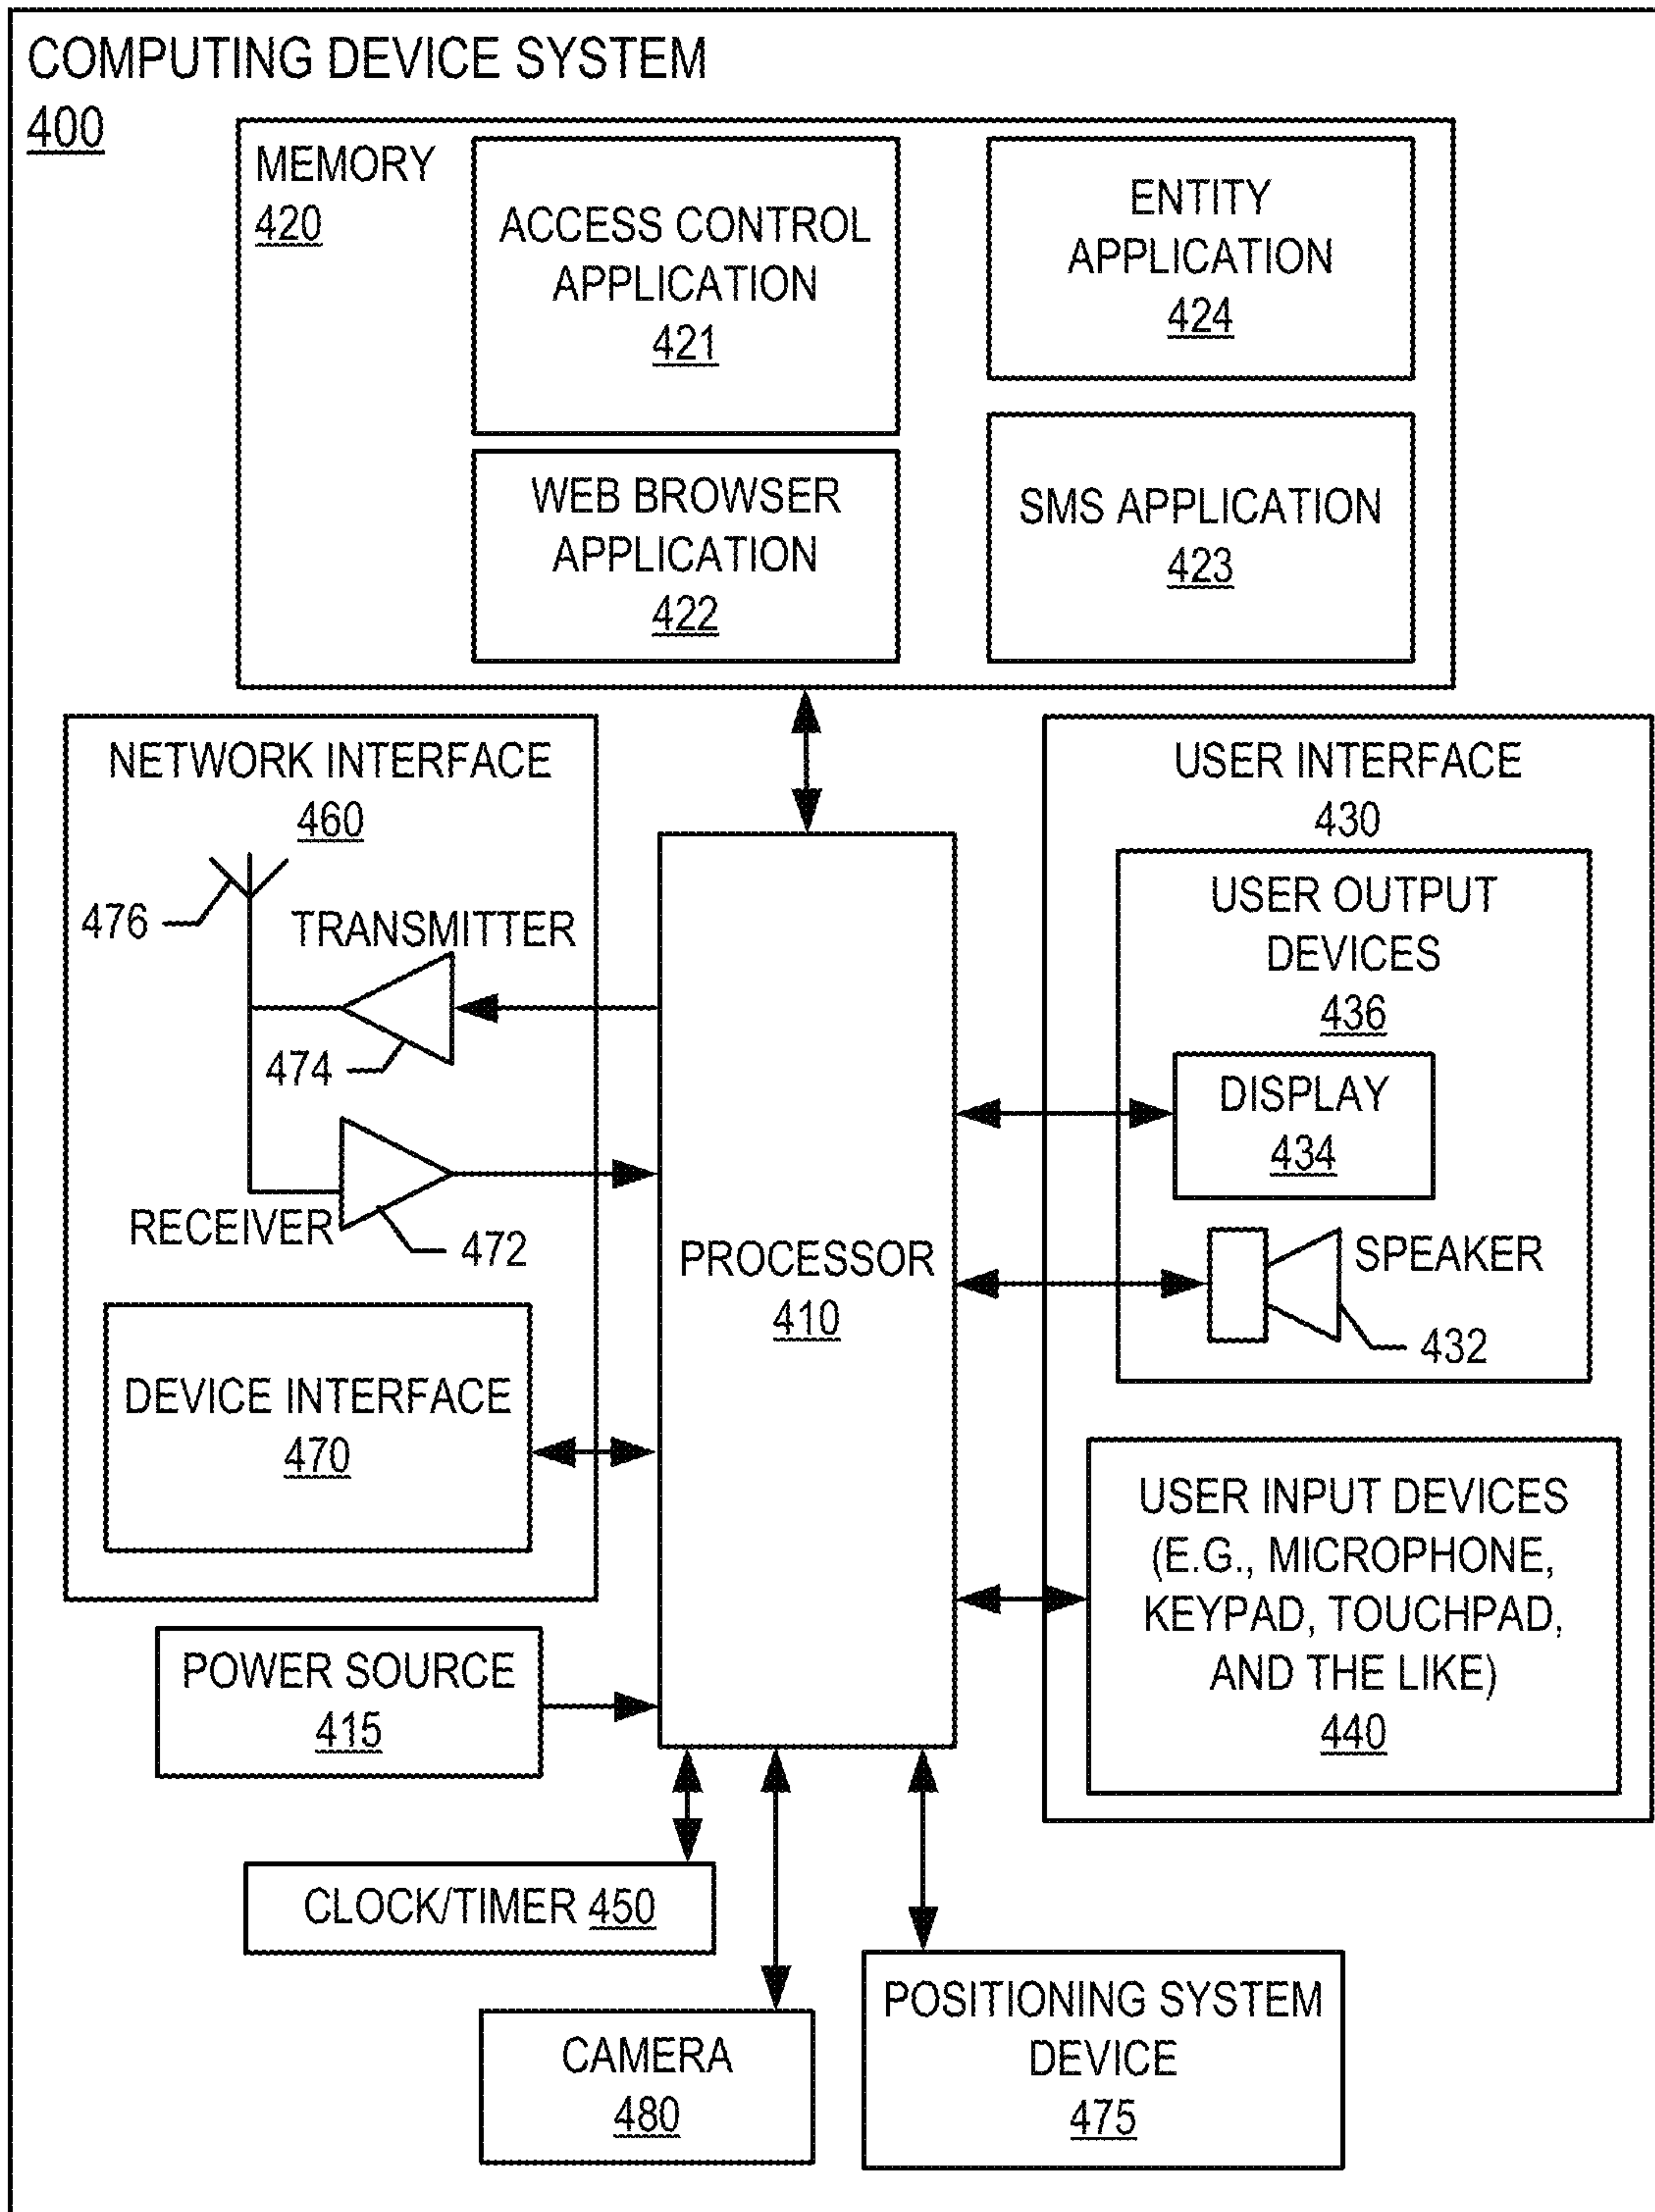 COMPUTING DEVICE SYSTEM
400
MEMORY
420
ACCESS CONTROL
APPLICATION
421
ENTITY
APPLICATION
424
WEB BROWSER
APPLICATION
422
SMS APPLICATION
423
NETWORK INTERFACE
460
476
TRANSMITTER
474
RECEIVER
472
DEVICE INTERFACE
470
PROCESSOR
410
USER INTERFACE
430
USER OUTPUT
DEVICES
436
DISPLAY
434
SPEAKER
432
USER INPUT DEVICES
(E.G., MICROPHONE,
KEYPAD, TOUCHPAD,
AND THE LIKE)
440
POWER SOURCE
415
CLOCK/TIMER 450
CAMERA
480
POSITIONING SYSTEM
DEVICE
475